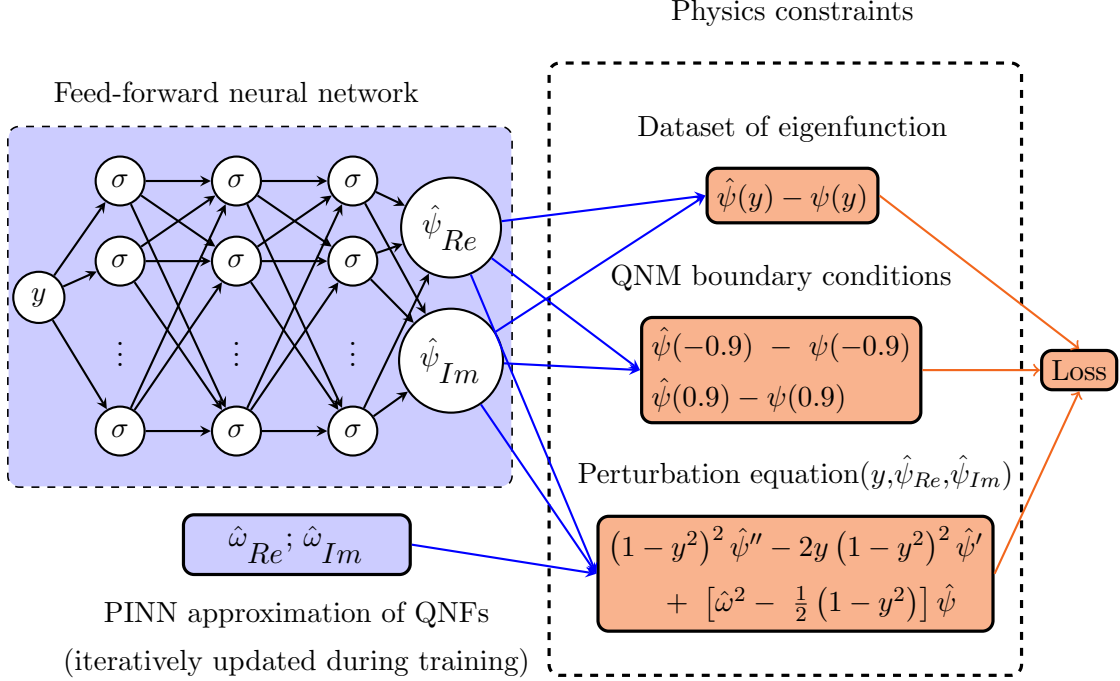 Physics constraints
Feed-forward neural network
Dataset of eigenfunction
σ σ σ
ψ̂_Re
ψ̂(y) − ψ(y)
σ σ σ
y
QNM boundary conditions
⋮ ⋮ ⋮
ψ̂_Im
ψ̂(−0.9) − ψ(−0.9)
ψ̂(0.9) − ψ(0.9)
Loss
σ σ σ
Perturbation equation(y,ψ̂_Re,ψ̂_Im)
ω̂_Re; ω̂_Im
(1 − y²)² ψ̂′′ − 2y (1 − y²)² ψ̂′
+ [ω̂² − ½ (1 − y²)] ψ̂
PINN approximation of QNFs
(iteratively updated during training)